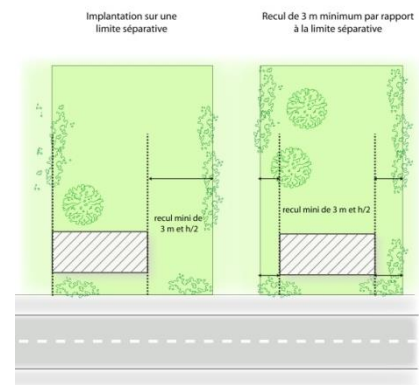 Implantation sur une
limite séparative
Recul de 3 m minimum par rapport
à la limite séparative
recul mini de
3 m et h/2
recul mini de 3 m et h/2